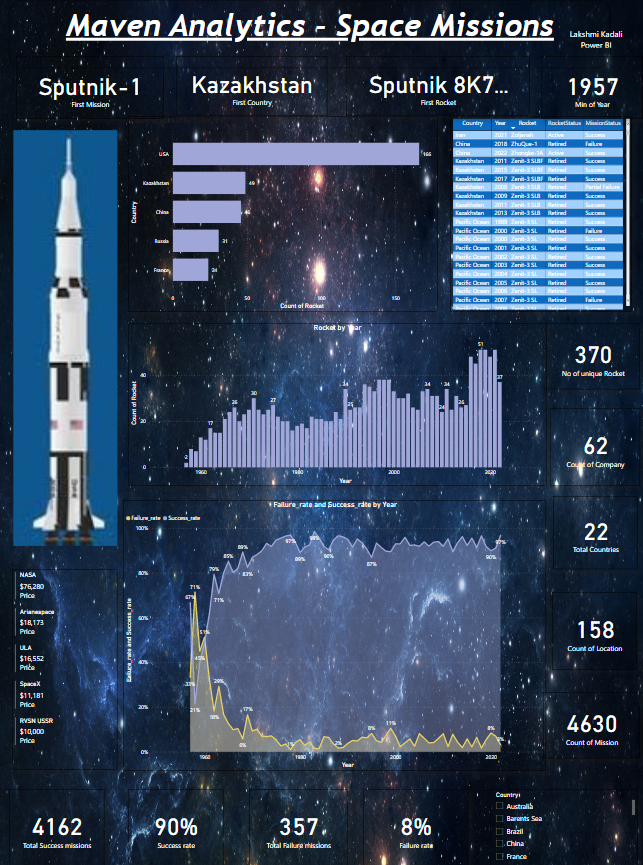 Maven Analytics - Space Missions
Lakshmi Kadali
Power BI
Sputnik-1
First Mission
Kazakhstan
First Country
Sputnik 8K7...
First Rocket
1957
Min of Year
Country
USA
166
Kazakhstan
49
China
Russia
31
France
24
0
50
100
150
Count of Rocket
Country Year Rocket RocketStatus MissionStatus
Iran 2021 Zoljanah Active Success
China 2018 ZhuQue-1 Retired Failure
China 2022 Zhongke-1A Active Success
Kazakhstan 2011 Zenit-3 SLBF Retired Success
Kazakhstan 2015 Zenit-3 SLBF Retired Success
Kazakhstan 2017 Zenit-3 SLBF Retired Success
Kazakhstan 2008 Zenit-3 SLB Retired Partial Failure
Kazakhstan 2009 Zenit-3 SLB Retired Success
Kazakhstan 2011 Zenit-3 SLB Retired Success
Kazakhstan 2013 Zenit-3 SLB Retired Success
Pacific Ocean 1999 Zenit-3 SL Retired Success
Pacific Ocean 2000 Zenit-3 SL Retired Failure
Pacific Ocean 2000 Zenit-3 SL Retired Success
Pacific Ocean 2001 Zenit-3 SL Retired Success
Pacific Ocean 2002 Zenit-3 SL Retired Success
Pacific Ocean 2003 Zenit-3 SL Retired Success
Pacific Ocean 2004 Zenit-3 SL Retired Success
Pacific Ocean 2005 Zenit-3 SL Retired Success
Pacific Ocean 2006 Zenit-3 SL Retired Success
Pacific Ocean 2007 Zenit-3 SL Retired Failure
Rocket by Year
Count of Rocket
40
20
0
2
17
26
30
27
34
25
34
24
34
26
51
37
1960
1980
2000
2020
Year
370
No of unique Rocket
62
Count of Company
22
Total Countries
158
Count of Location
4630
Count of Mission
Failure_rate and Success_rate by Year
Failure_rate Success_rate
Failure_rate and Success_rate
100%
80%
60%
40%
20%
0%
67%
71%
33%
21%
51%
45%
79%
71%
29%
85%
89%
83%
17%
6%
97%
89%
98%
90%
2%
87%
8%
11%
90%
97%
8%
1960
1980
2000
2020
Year
NASA
$76,280
Price
Arianespace
$18,173
Price
ULA
$16,552
Price
SpaceX
$11,181
Price
RVSN USSR
$10,000
Price
4162
Total Success missions
90%
Success rate
357
Total Failure missions
8%
Failure rate
Country
Australia
Barents Sea
Brazil
China
France